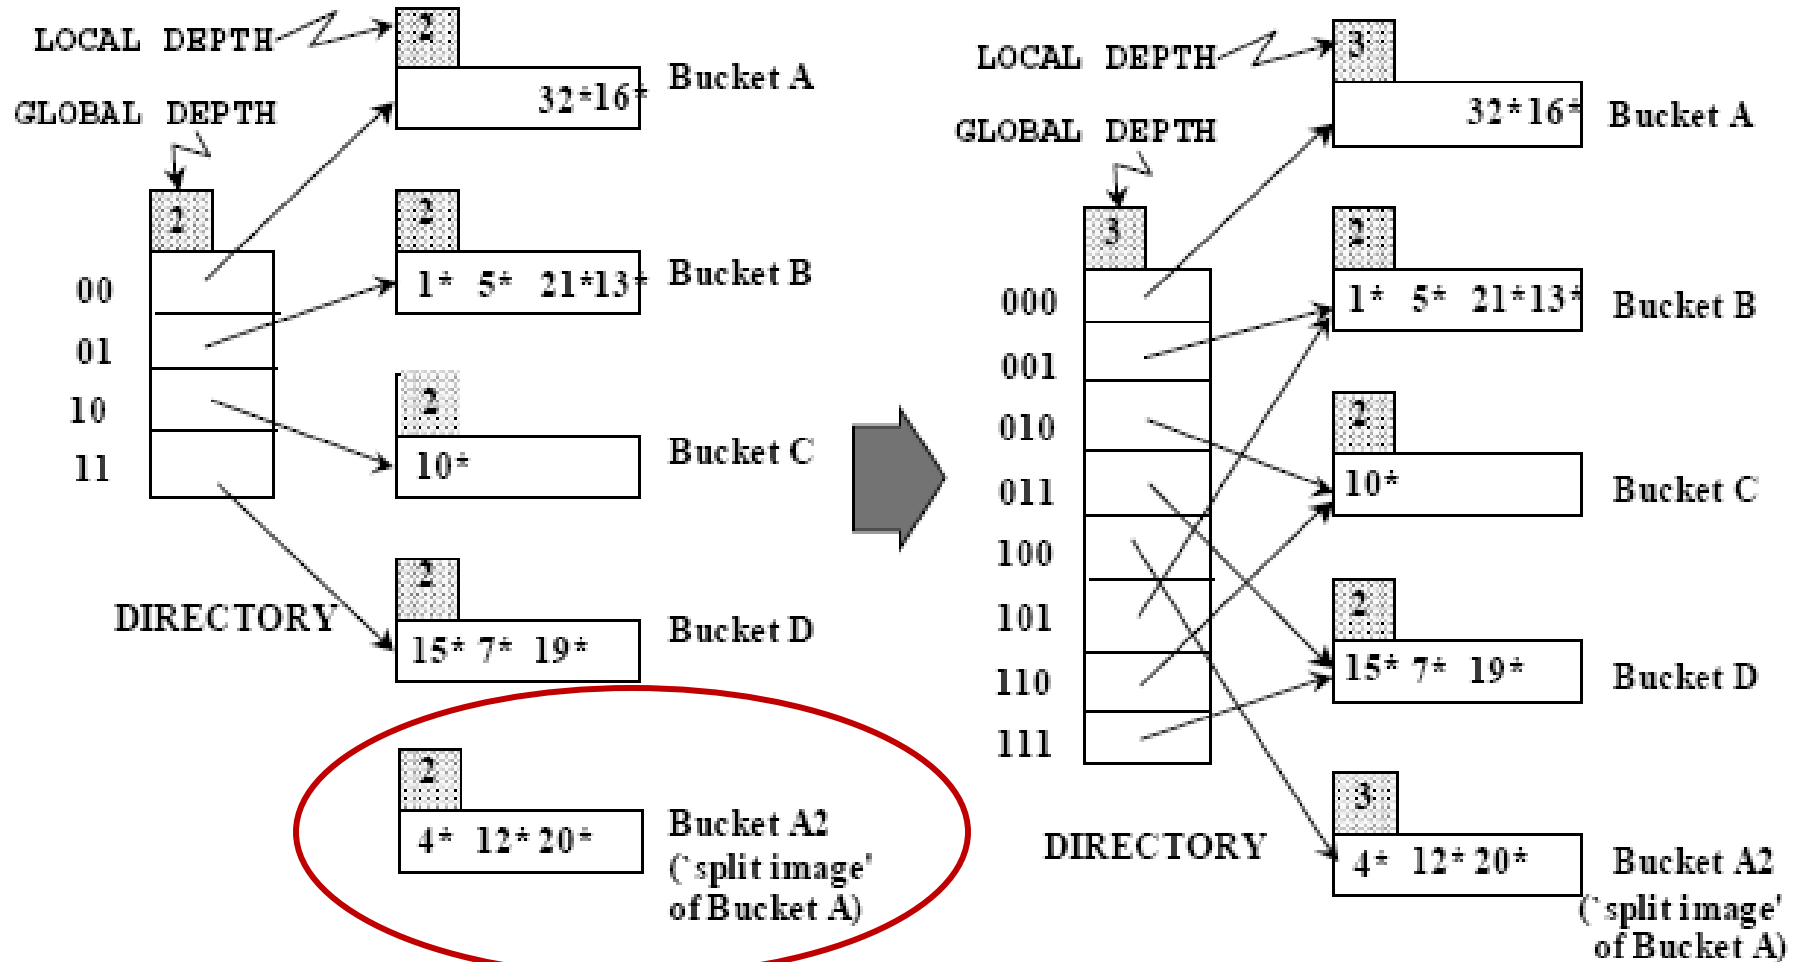 LOCAL DEPTH
2
32* 16*
Bucket A
GLOBAL DEPTH
2
2
1* 5* 21* 13*
Bucket B
00
01
10
11
2
10*
Bucket C
2
15* 7* 19*
Bucket D
DIRECTORY
2
4* 12* 20*
Bucket A2
(`split image'
of Bucket A)
LOCAL DEPTH
3
32* 16*
Bucket A
GLOBAL DEPTH
3
2
1* 5* 21* 13*
Bucket B
000
001
010
011
100
101
110
111
2
10*
Bucket C
2
15* 7* 19*
Bucket D
DIRECTORY
3
4* 12* 20*
Bucket A2
(`split image'
of Bucket A)